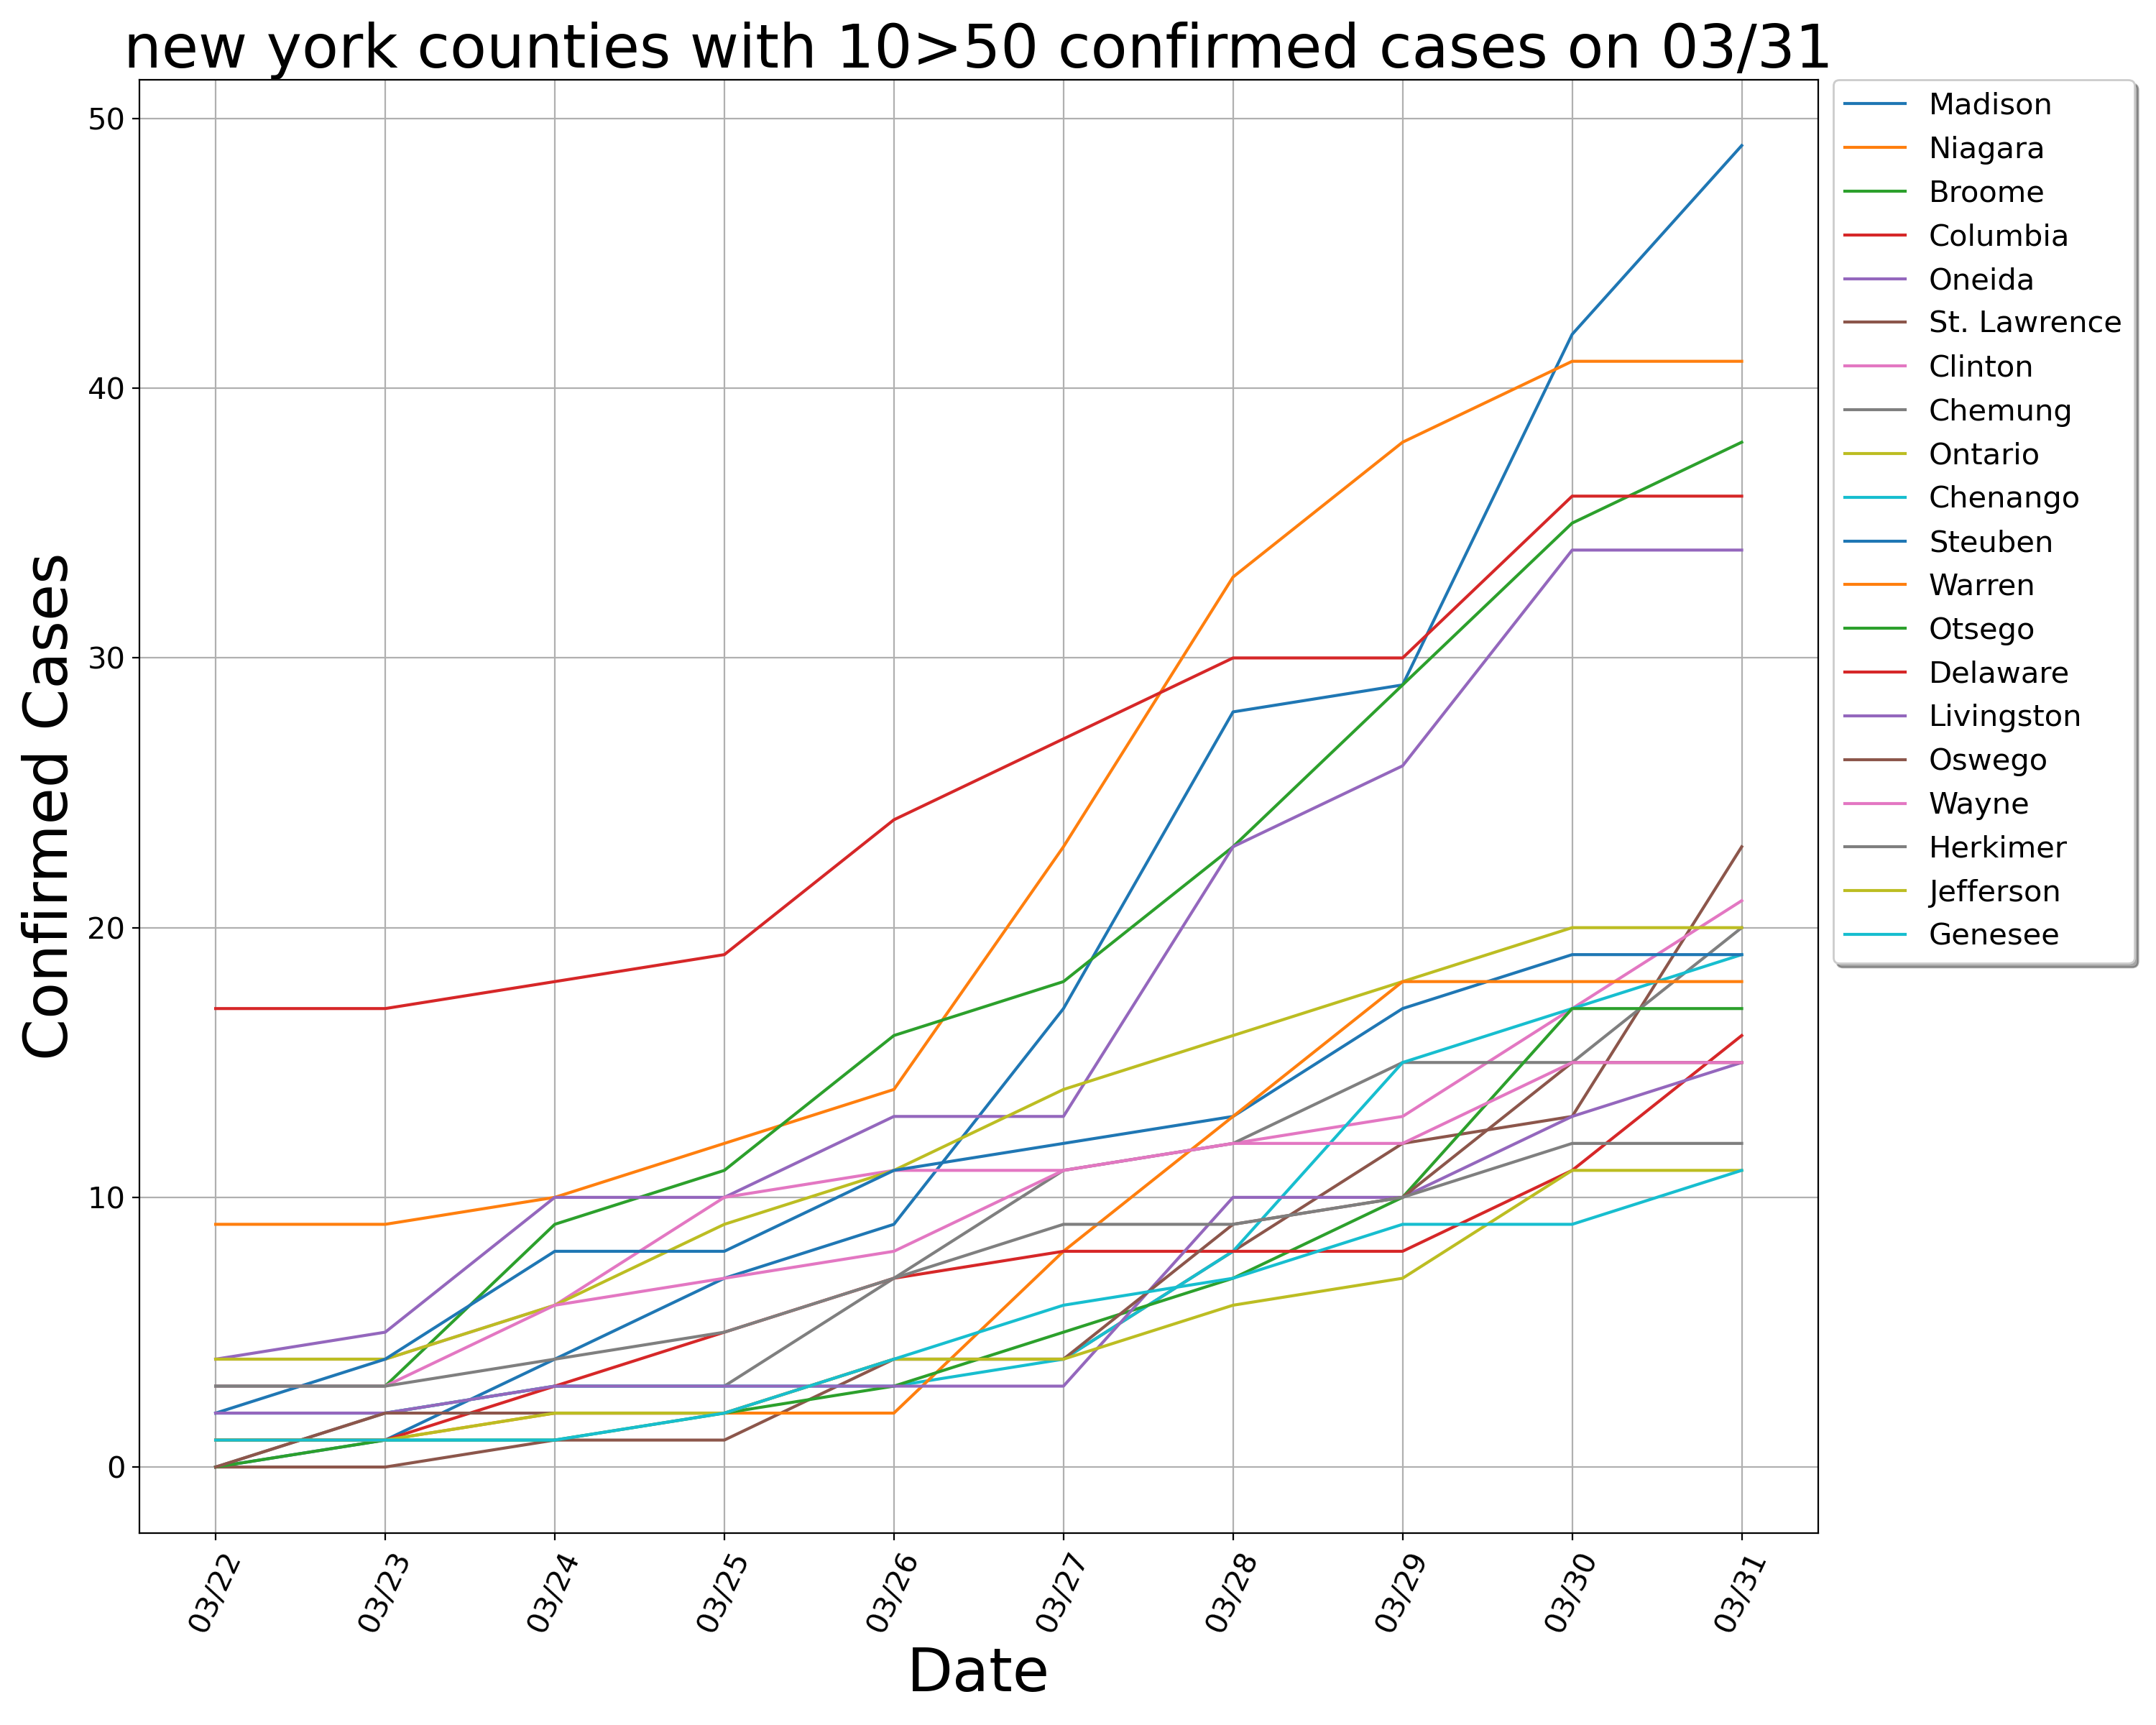 new york counties with 10>50 confirmed cases on 03/31
Confirmed Cases
50
40
30
20
10
0
03/22
03/23
03/24
03/25
03/26
03/27
03/28
03/29
03/30
03/31
Date
Madison
Niagara
Broome
Columbia
Oneida
St. Lawrence
Clinton
Chemung
Ontario
Chenango
Steuben
Warren
Otsego
Delaware
Livingston
Oswego
Wayne
Herkimer
Jefferson
Genesee